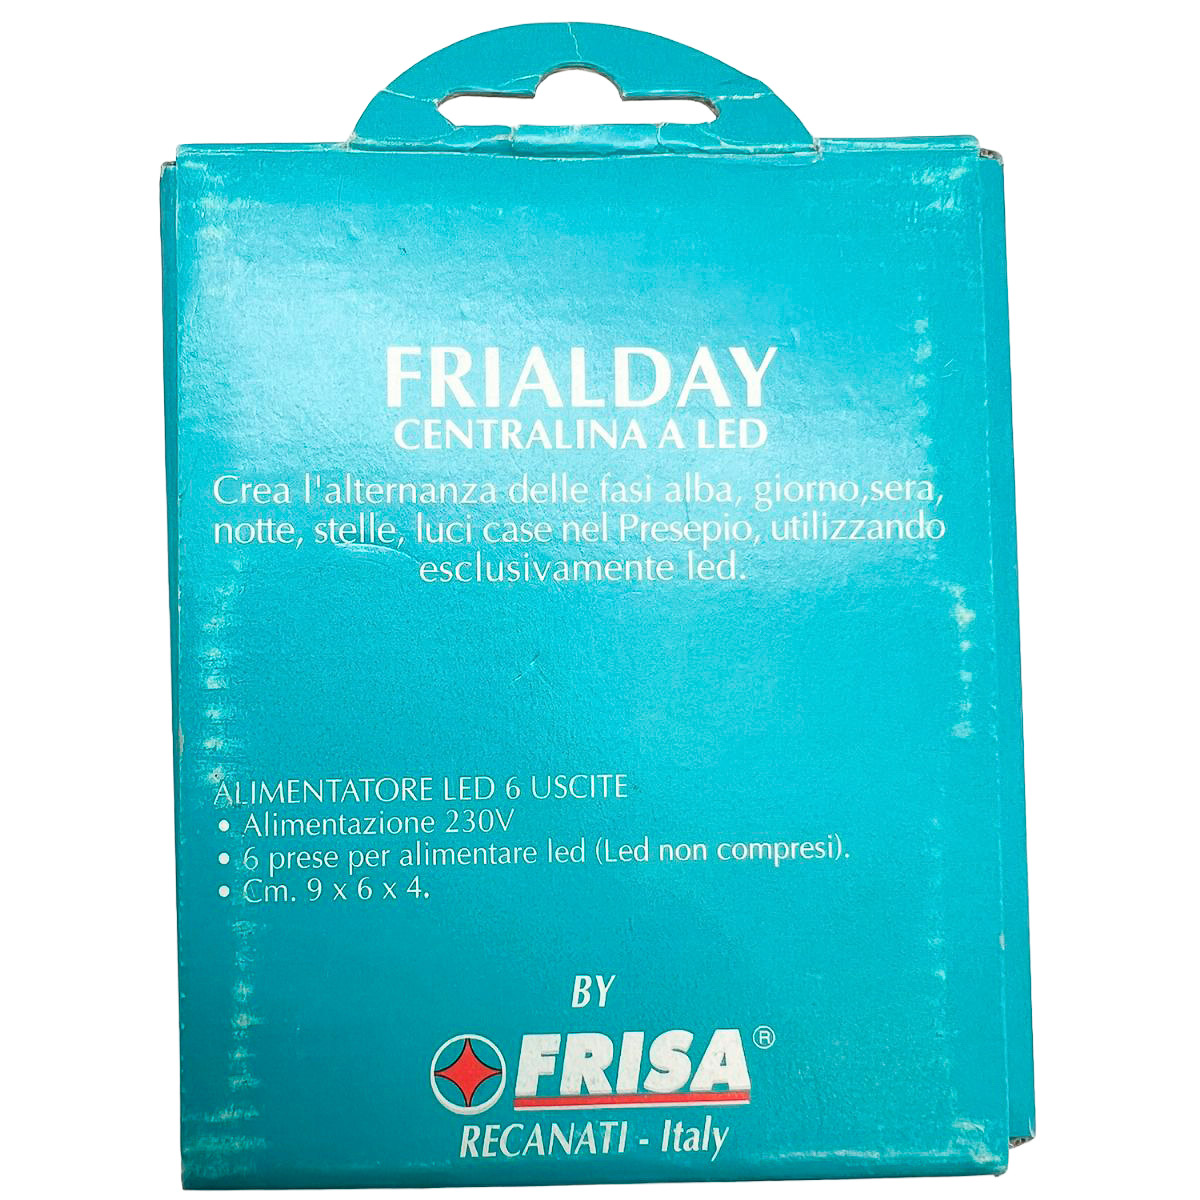 FRIALDAY
CENTRALINA A LED
Crea l'alternanza delle fasi alba, giorno,sera,
notte, stelle, luci case nel Presepio, utilizzando
esclusivamente led.
ALIMENTATORE LED 6 USCITE
• Alimentazione 230V
• 6 prese per alimentare led (Led non compresi).
• Cm. 9 x 6 x 4.
BY
FRISA®
RECANATI - Italy